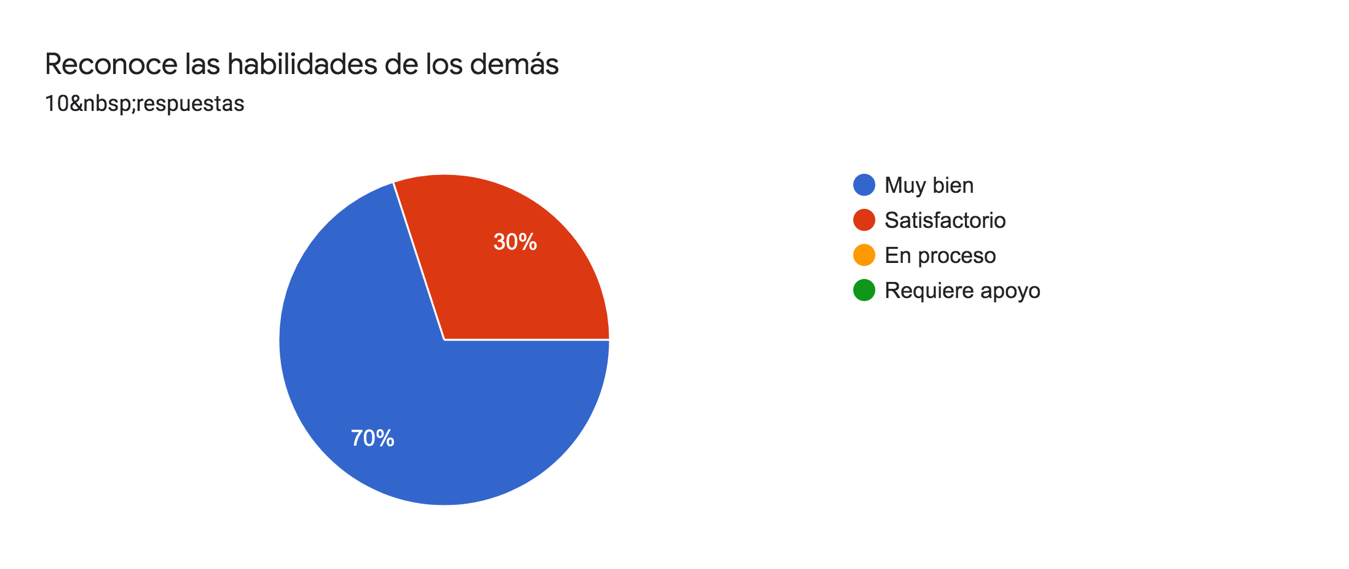 Reconoce las habilidades de los demás
10&nbsp;respuestas
Muy bien
Satisfactorio
En proceso
Requiere apoyo
30%
70%